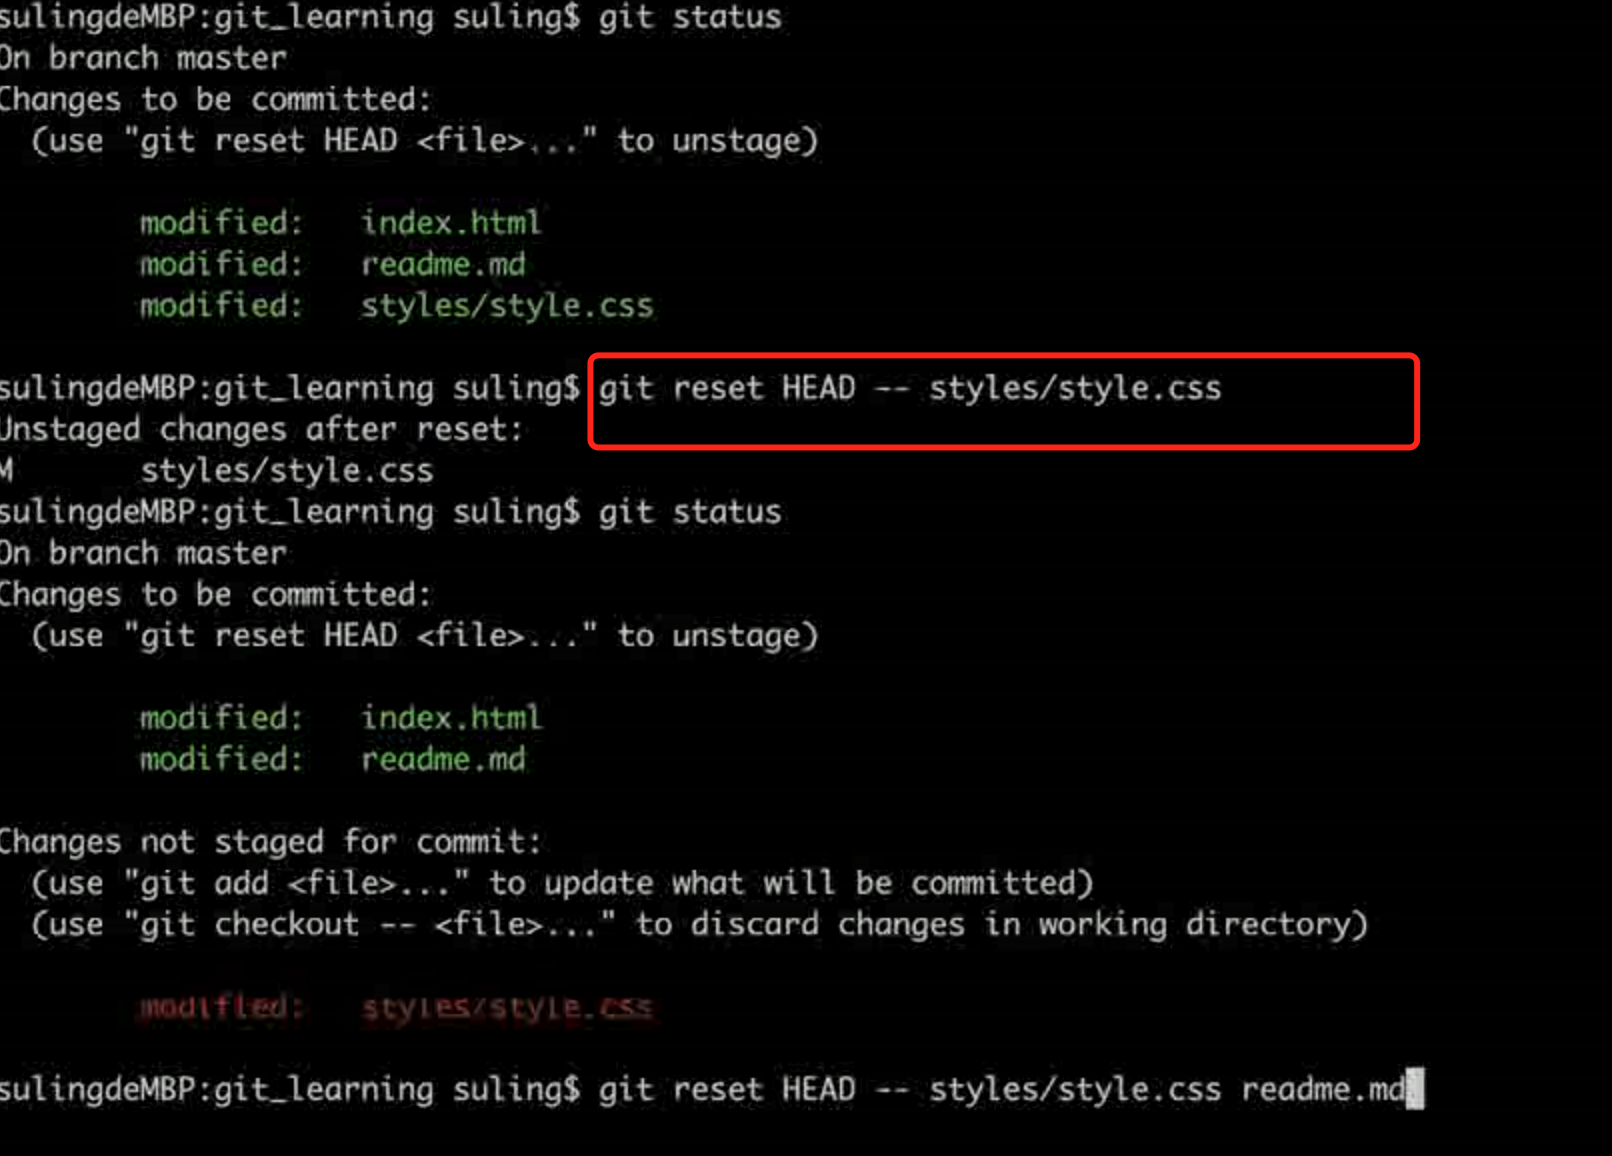 sulingdeMBP:git_learning suling$ git status
On branch master
Changes to be committed:
  (use "git reset HEAD <file>..." to unstage)
        modified:   index.html
        modified:   readme.md
        modified:   styles/style.css
sulingdeMBP:git_learning suling$ git reset HEAD -- styles/style.css
Unstaged changes after reset:
M       styles/style.css
sulingdeMBP:git_learning suling$ git status
On branch master
Changes to be committed:
  (use "git reset HEAD <file>..." to unstage)
        modified:   index.html
        modified:   readme.md
Changes not staged for commit:
  (use "git add <file>..." to update what will be committed)
  (use "git checkout -- <file>..." to discard changes in working directory)
        modified:   styles/style.css
sulingdeMBP:git_learning suling$ git reset HEAD -- styles/style.css readme.md